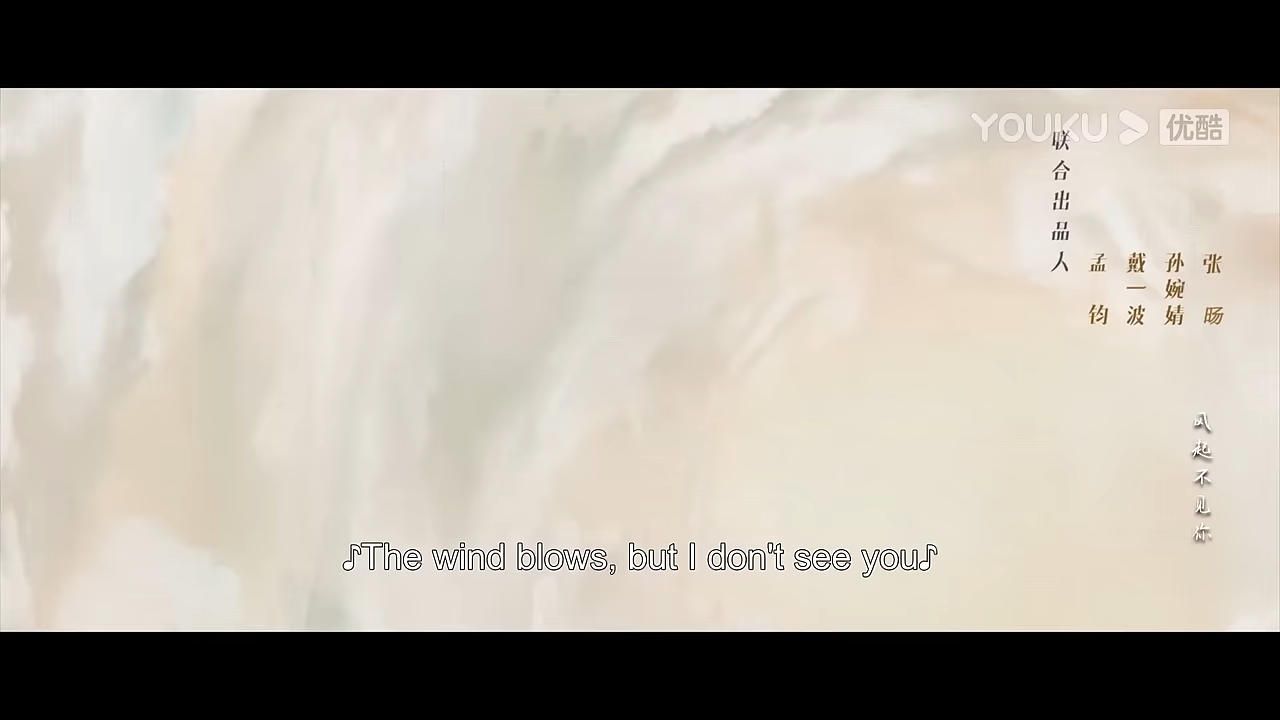 YOUKU 优酷
联合出品人
孟钧
戴一波
孙婉婧
张旸
风起不见你
♪The wind blows, but I don't see you♪